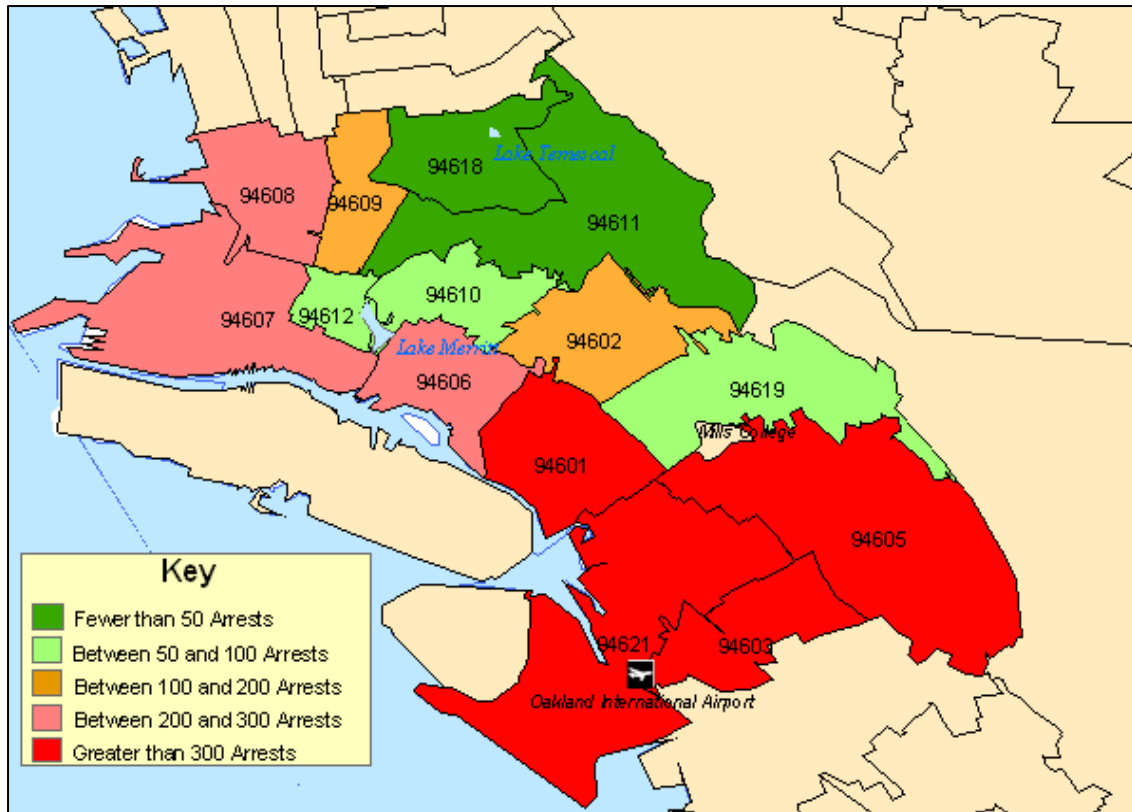 Lake Temescal
94618
94608
94609
94611
94610
94607
94612
94602
Lake Merritt
94606
94619
Mills College
94601
94605
94621
94603
Oakland International Airport
Key
Fewer than 50 Arrests
Between 50 and 100 Arrests
Between 100 and 200 Arrests
Between 200 and 300 Arrests
Greater than 300 Arrests